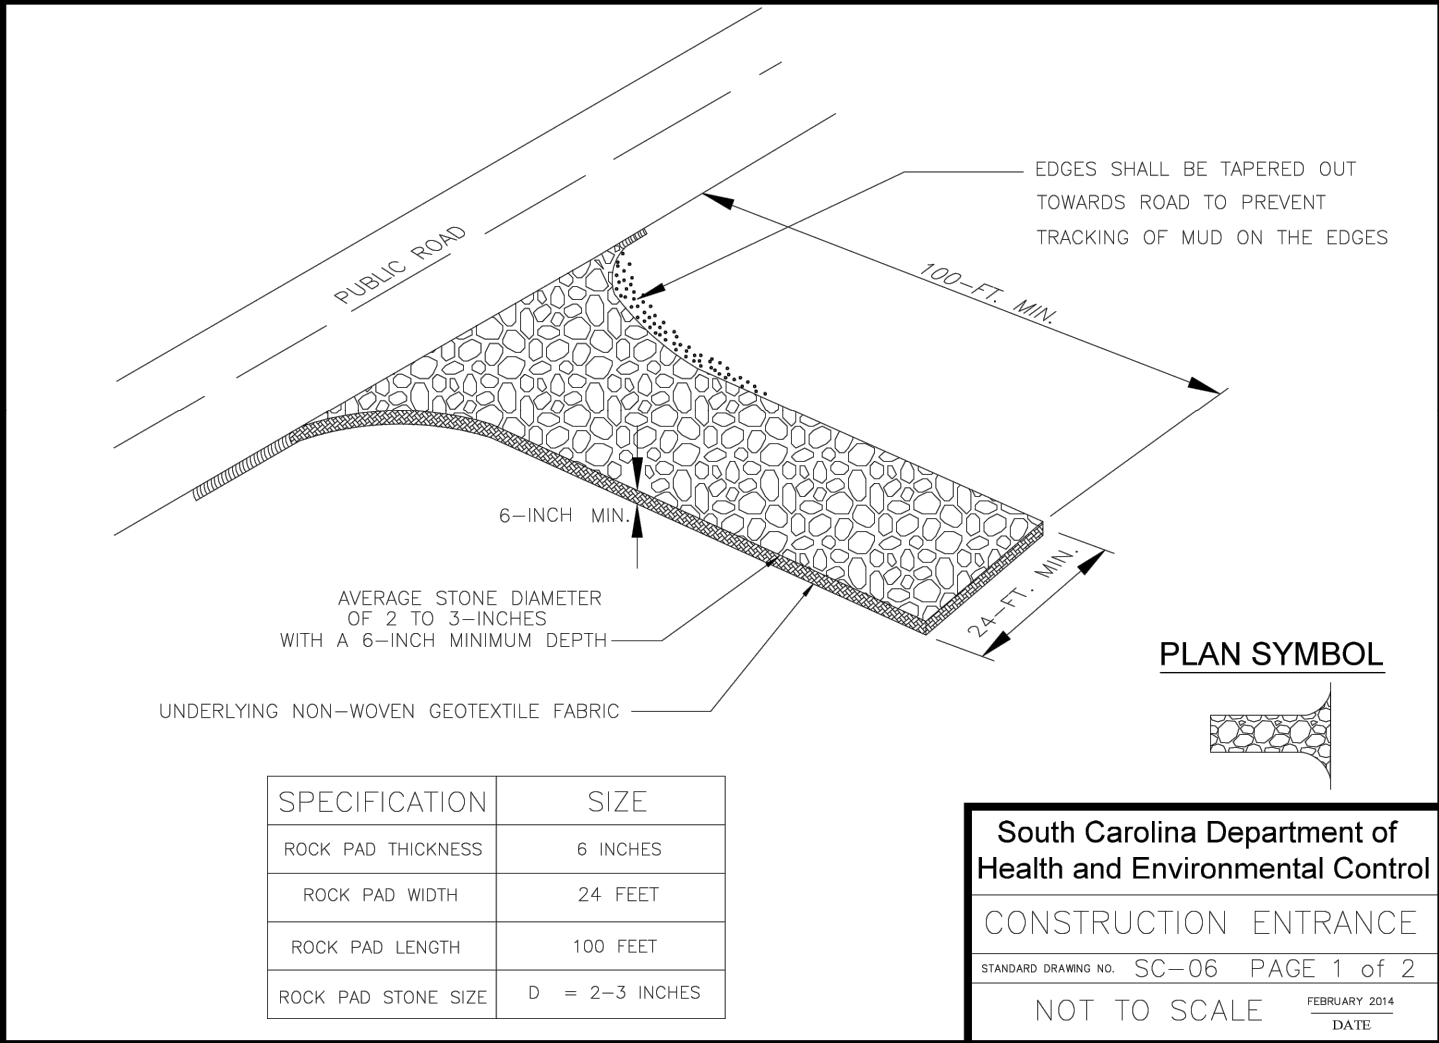 EDGES SHALL BE TAPERED OUT
TOWARDS ROAD TO PREVENT
TRACKING OF MUD ON THE EDGES
PUBLIC ROAD
100-FT. MIN.
6-INCH MIN.
24-FT. MIN.
AVERAGE STONE DIAMETER
OF 2 TO 3-INCHES
WITH A 6-INCH MINIMUM DEPTH
UNDERLYING NON-WOVEN GEOTEXTILE FABRIC
PLAN SYMBOL
SPECIFICATION SIZE
ROCK PAD THICKNESS 6 INCHES
ROCK PAD WIDTH 24 FEET
ROCK PAD LENGTH 100 FEET
ROCK PAD STONE SIZE D = 2-3 INCHES
South Carolina Department of
Health and Environmental Control
CONSTRUCTION ENTRANCE
STANDARD DRAWING NO. SC-06 PAGE 1 of 2
NOT TO SCALE FEBRUARY 2014
DATE